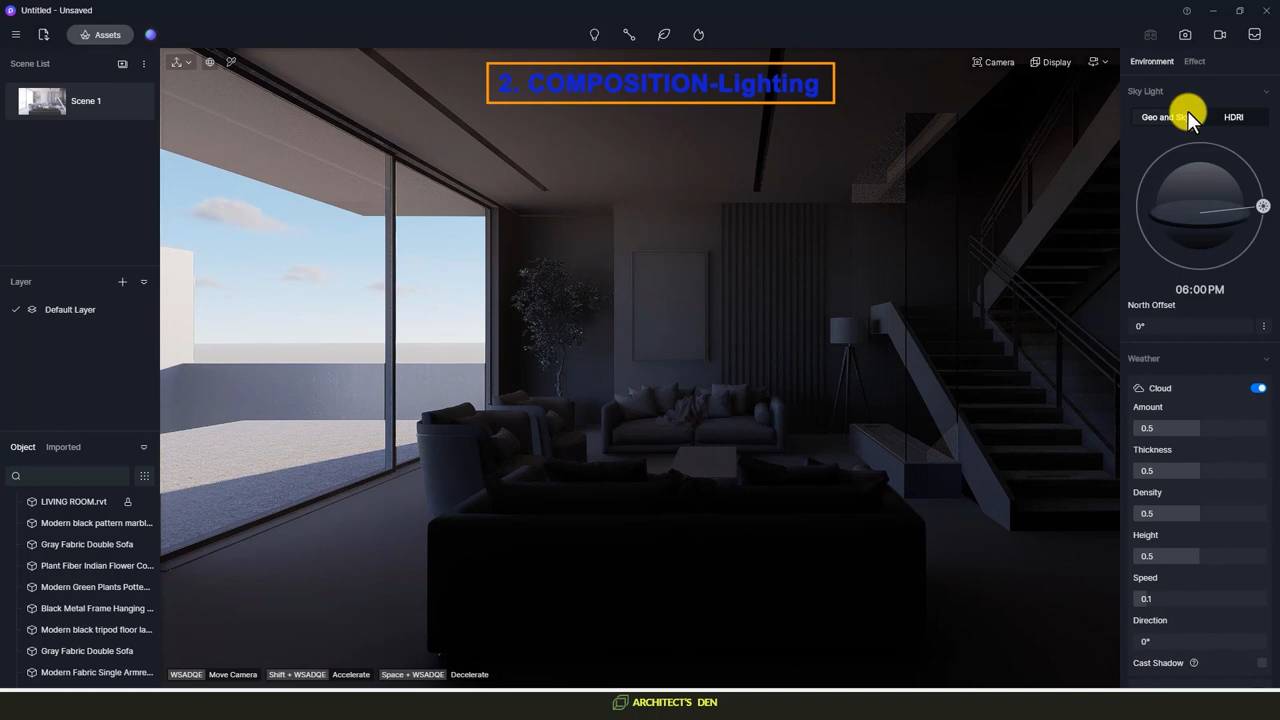 Untitled - Unsaved
Assets
Scene List
Scene 1
Layer
Default Layer
Object Imported
LIVING ROOM.rvt
Modern black pattern marbl...
Gray Fabric Double Sofa
Plant Fiber Indian Flower Co...
Modern Green Plants Potte...
Black Metal Frame Hanging ...
Modern black tripod floor la...
Gray Fabric Double Sofa
Modern Fabric Single Armre...
2. COMPOSITION-Lighting
Camera Display
WSADQE Move Camera Shift + WSADQE Accelerate Space + WSADQE Decelerate
Environment Effect
Sky Light
Geo and HDRI
06:00PM
North Offset
0°
Weather
Cloud
Amount
0.5
Thickness
0.5
Density
0.5
Height
0.5
Speed
0.1
Direction
0°
Cast Shadow
ARCHITECT'S DEN